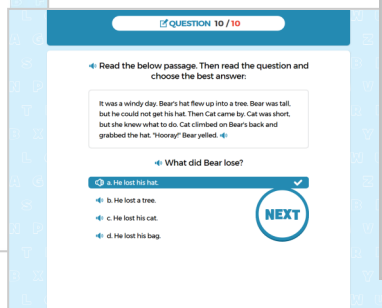 QUESTION 10 / 10
Read the below passage. Then read the question and
choose the best answer:
It was a windy day. Bear's hat flew up into a tree. Bear was tall,
but he could not get his hat. Then Cat came by. Cat was short,
but she knew what to do. Cat climbed on Bear's back and
grabbed the hat. "Hooray!" Bear yelled.
What did Bear lose?
a. He lost his hat.
b. He lost a tree.
c. He lost his cat.
d. He lost his bag.
NEXT